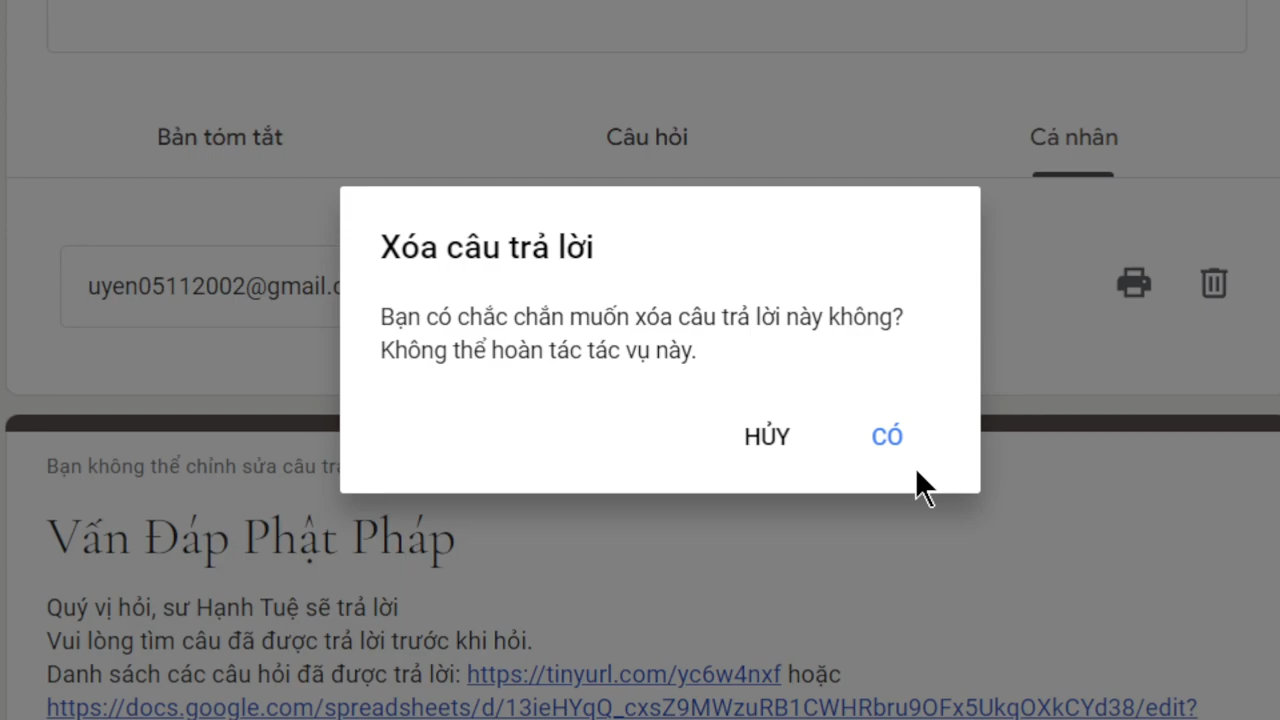 Bản tóm tắt
Câu hỏi
Cá nhân
uyen05112002@gmail.
Xóa câu trả lời
Bạn có chắc chắn muốn xóa câu trả lời này không?
Không thể hoàn tác tác vụ này.
HỦY
CÓ
Bạn không thể chỉnh sửa câu tr
Vấn Đáp Phật Pháp
Quý vị hỏi, sư Hạnh Tuệ sẽ trả lời
Vui lòng tìm câu đã được trả lời trước khi hỏi.
Danh sách các câu hỏi đã được trả lời: https://tinyurl.com/yc6w4nxf hoặc
https://docs.google.com/spreadsheets/d/13ieHYqQ_cxsZ9MWzuRB1CWHRbru9OFx5UkqOXkCYd38/edit?